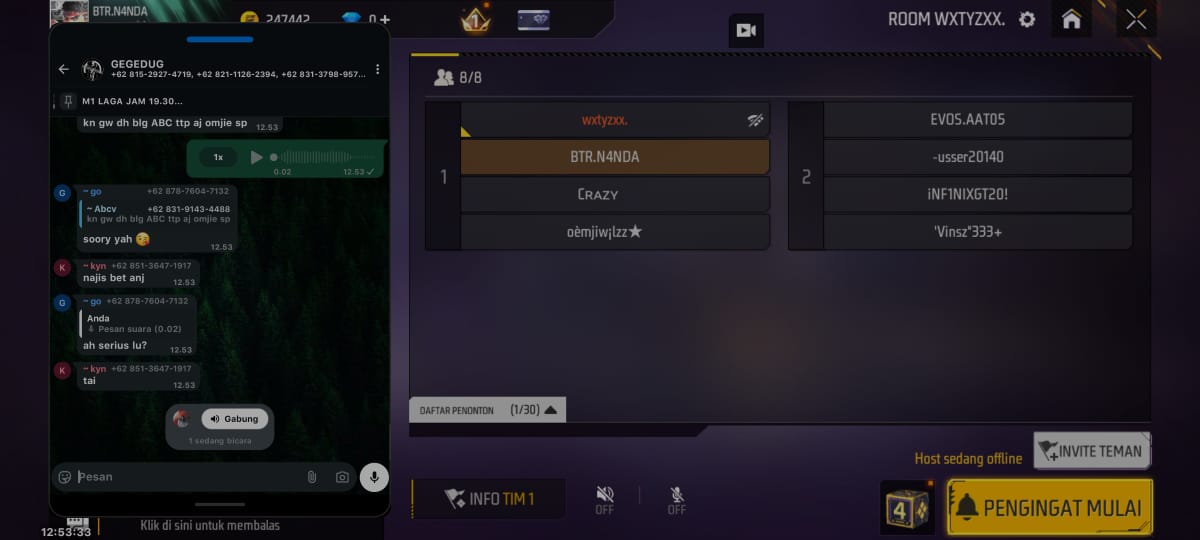 BTR.N4NDA
247442
0 +
1
ROOM WXTYZXX.
GEGEDUG
+62 815-2927-4719, +62 821-1126-2394, +62 831-3798-957...
M1 LAGA JAM 19.30...
kn gw dh blg ABC ttp aj omjie sp
12.53
1x
0.02
12.53
G
~ go
+62 878-7604-7132
~ Abcv
+62 831-9143-4488
kn gw dh blg ABC ttp aj omjie sp
soory yah 😘
12.53
K
~ kyn +62 851-3647-1917
najis bet anj
12.53
G
~ go +62 878-7604-7132
Anda
Pesan suara (0.02)
ah serius lu?
12.53
K
~ kyn +62 851-3647-1917
tai
12.53
Gabung
1 sedang bicara
Pesan
12:53:33
Klik di sini untuk membalas
8/8
1
wxtyzxx.
BTR.N4NDA
CRAZY
oèmjiw¡lzz★
2
EVOS.AAT05
-usser20140
iNF1NIXGT20!
'Vinsz"333+
DAFTAR PENONTON (1/30)
Host sedang offline
INVITE TEMAN
INFO TIM 1
OFF
OFF
4
PENGINGAT MULAI